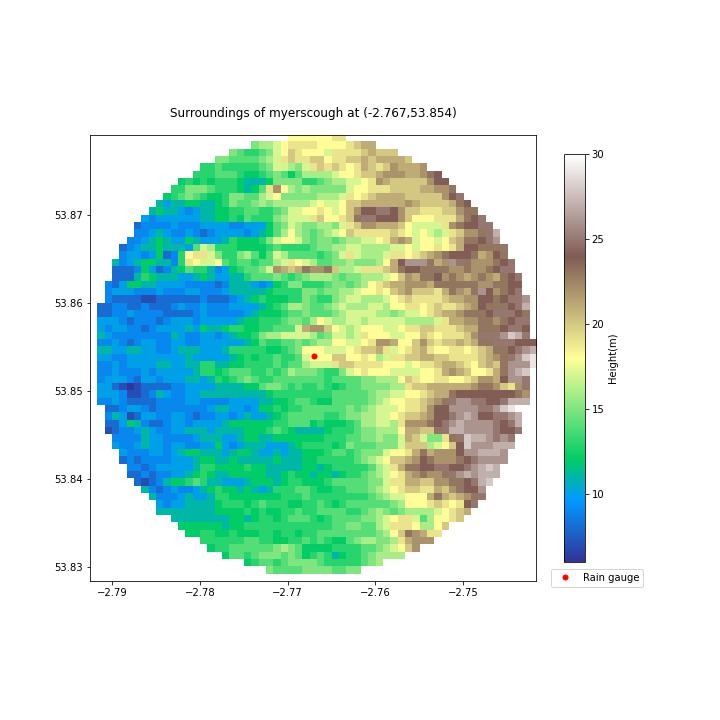 Surroundings of myerscough at (-2.767,53.854)
53.87
53.86
53.85
53.84
53.83
−2.79 −2.78 −2.77 −2.76 −2.75
30
25
20
15
10
Height(m)
Rain gauge